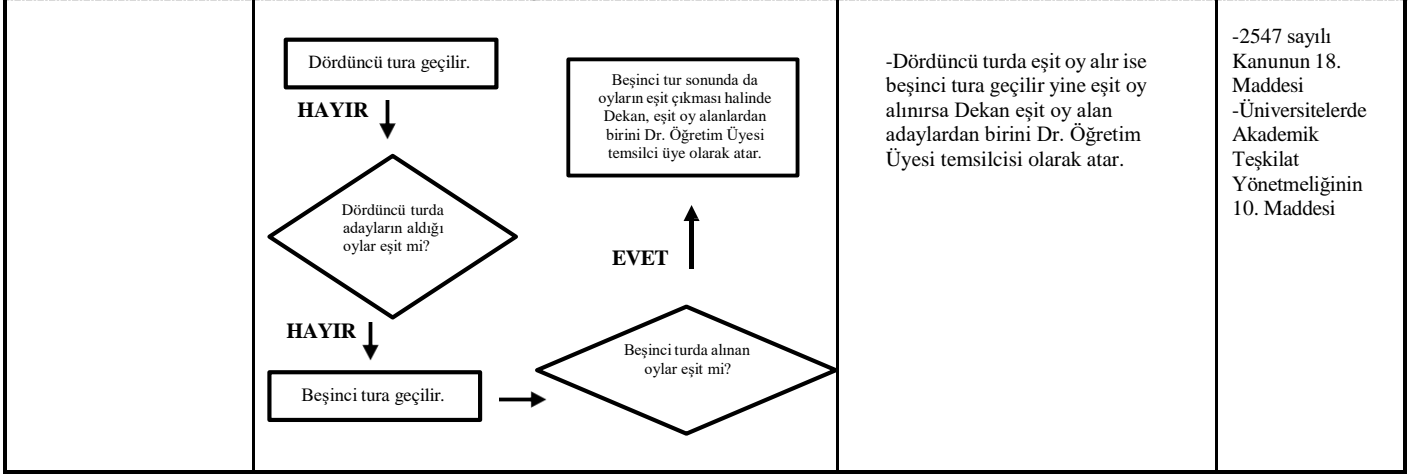 Dördüncü tura geçilir.
HAYIR
Dördüncü turda
adayların aldığı
oylar eşit mi?
HAYIR
Beşinci tura geçilir.
Beşinci turda alınan
oylar eşit mi?
EVET
Beşinci tur sonunda da
oyların eşit çıkması halinde
Dekan, eşit oy alanlardan
birini Dr. Öğretim Üyesi
temsilci üye olarak atar.
-Dördüncü turda eşit oy alır ise
beşinci tura geçilir yine eşit oy
alınırsa Dekan eşit oy alan
adaylardan birini Dr. Öğretim
Üyesi temsilcisi olarak atar.
-2547 sayılı
Kanunun 18.
Maddesi
-Üniversitelerde
Akademik
Teşkilat
Yönetmeliğinin
10. Maddesi